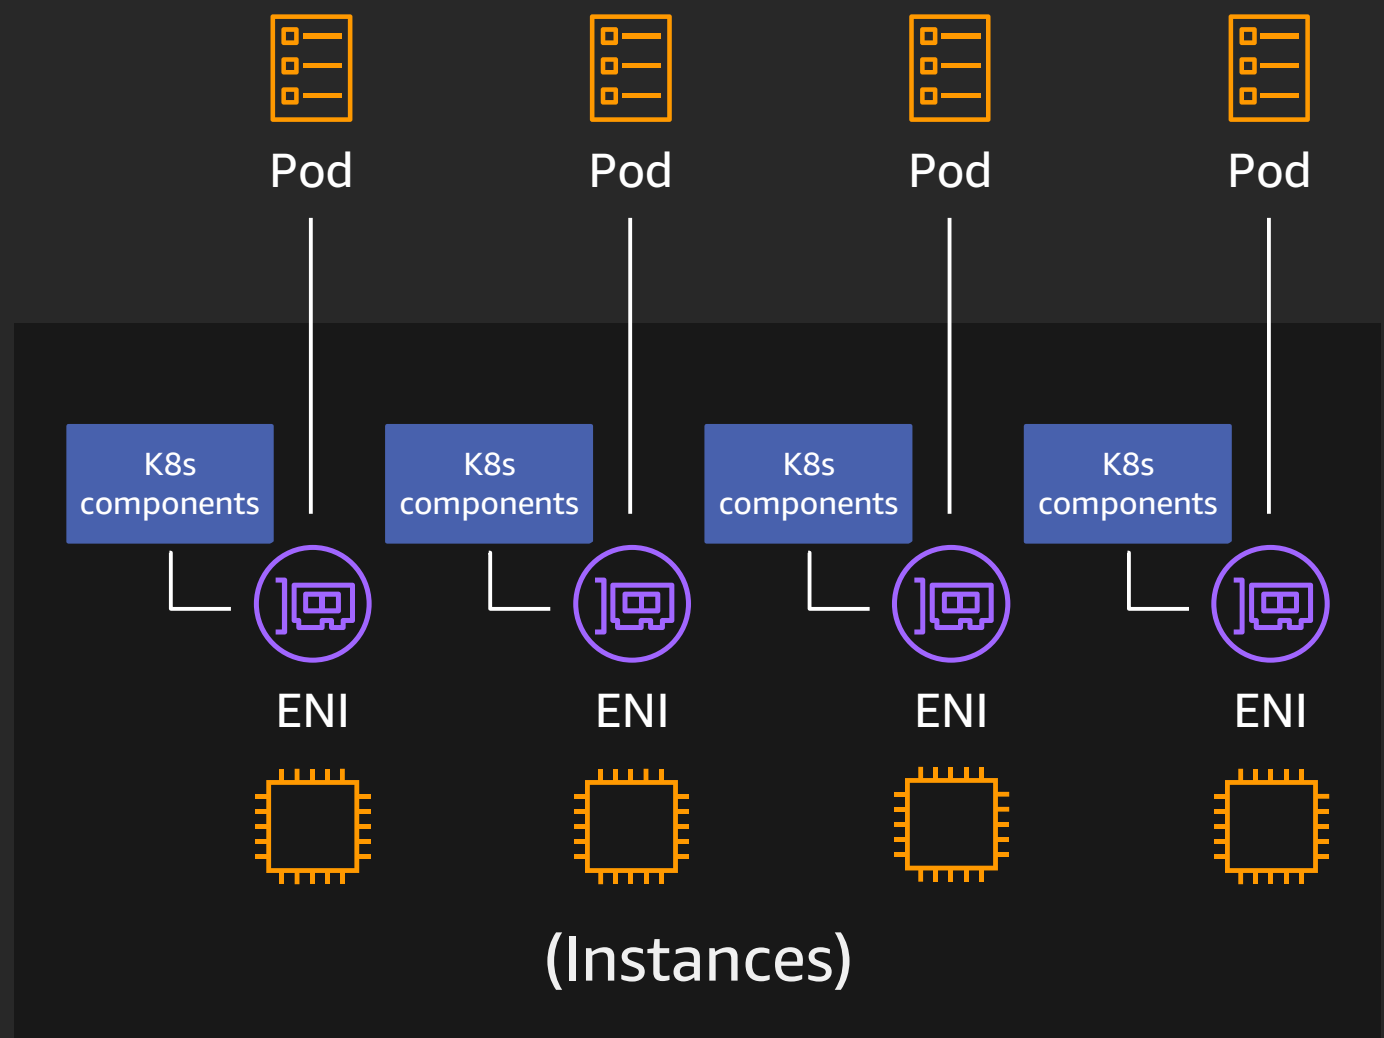 Pod
Pod
Pod
Pod
K8s
components
K8s
components
K8s
components
K8s
components
ENI
ENI
ENI
ENI
(Instances)